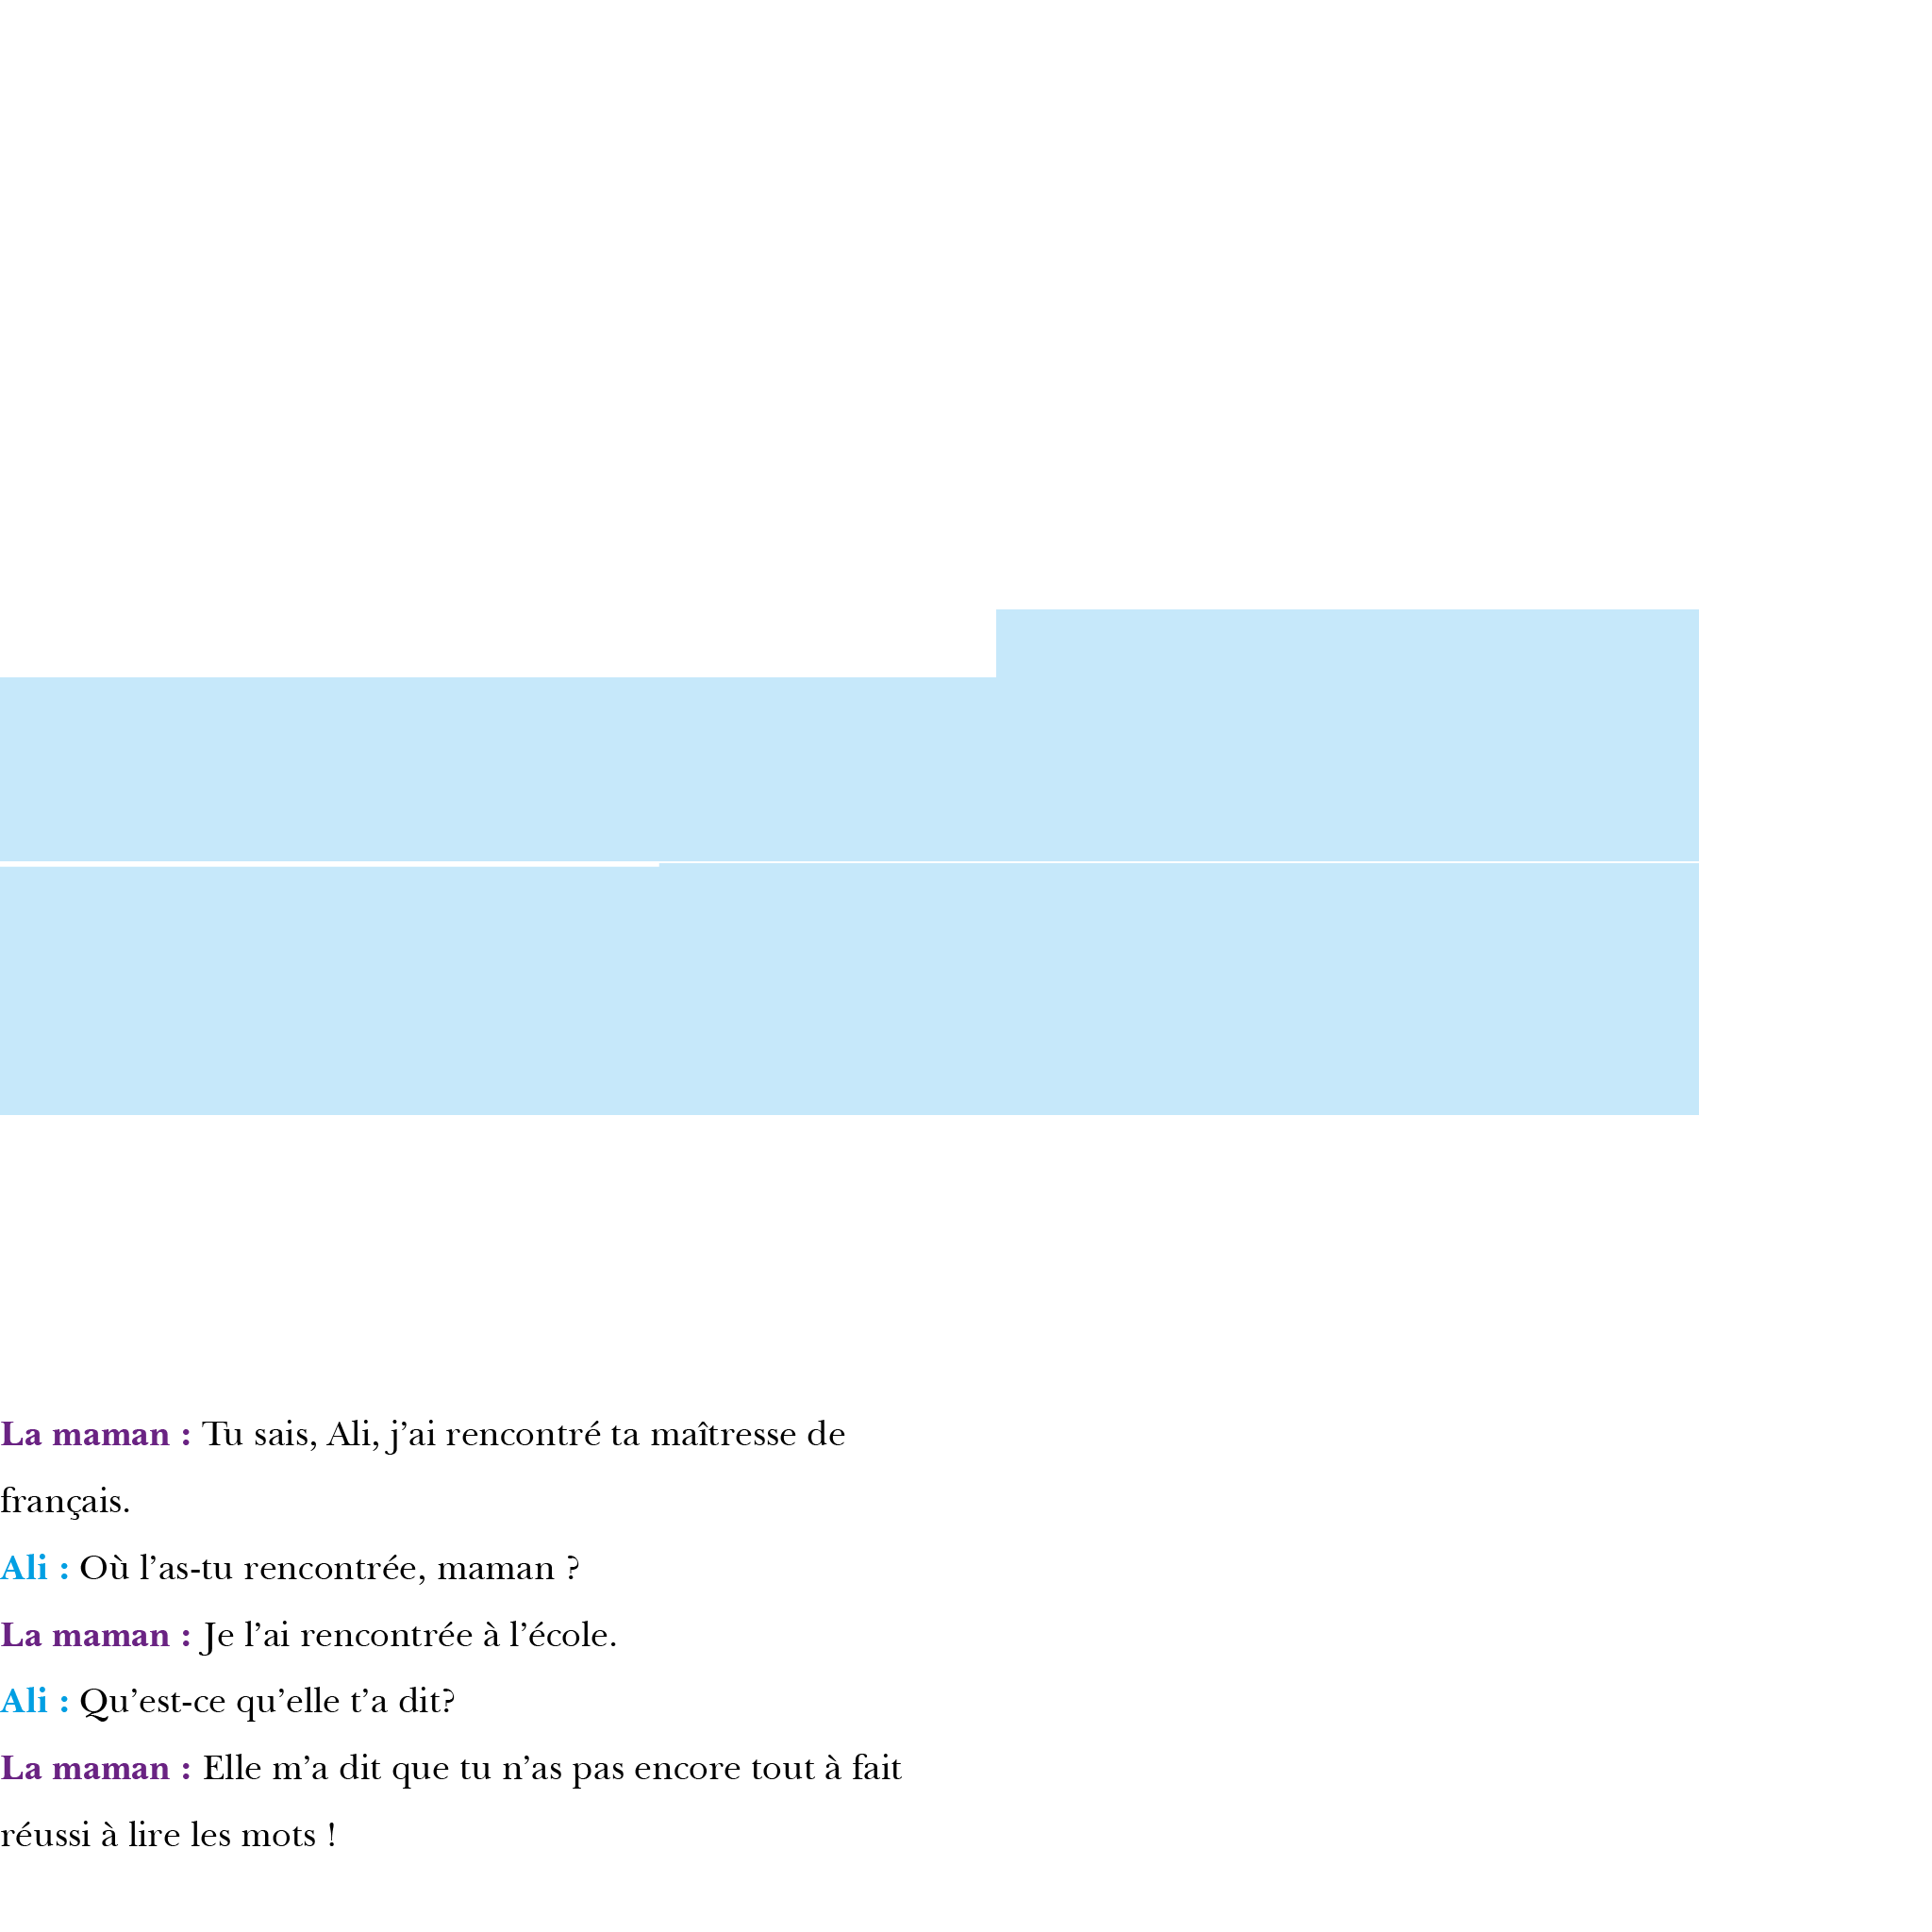 La maman : Tu sais, Ali, j’ai rencontré ta maîtresse de
français.
Ali : Où l’as-tu rencontrée, maman ?
La maman : Je l’ai rencontrée à l’école.
Ali : Qu’est-ce qu’elle t’a dit?
La maman : Elle m’a dit que tu n’as pas encore tout à fait
réussi à lire les mots !